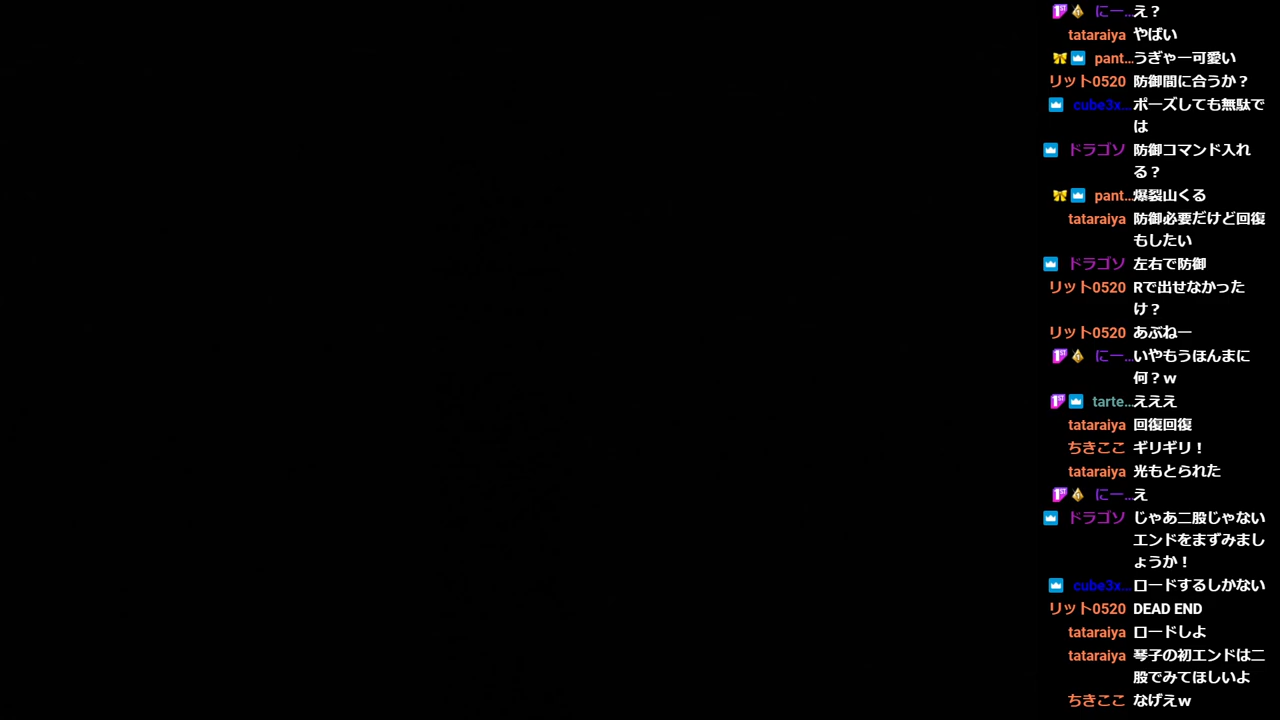 にー… え？
tataraiya やばい
pant… うぎゃー可愛い
リット0520 防御間に合うか？
cube3x… ポーズしても無駄で
は
ドラゴソ 防御コマンド入れ
る？
pant… 爆裂山くる
tataraiya 防御必要だけど回復
もしたい
ドラゴソ 左右で防御
リット0520 Rで出せなかった
け？
リット0520 あぶねー
にー… いやもうほんまに
何？w
tarte… えええ
tataraiya 回復回復
ちきここ ギリギリ！
tataraiya 光もとられた
にー… え
ドラゴソ じゃあ二股じゃない
エンドをまずみまし
ょうか！
cube3x… ロードするしかない
リット0520 DEAD END
tataraiya ロードしよ
tataraiya 琴子の初エンドは二
股でみてほしいよ
ちきここ なげえw